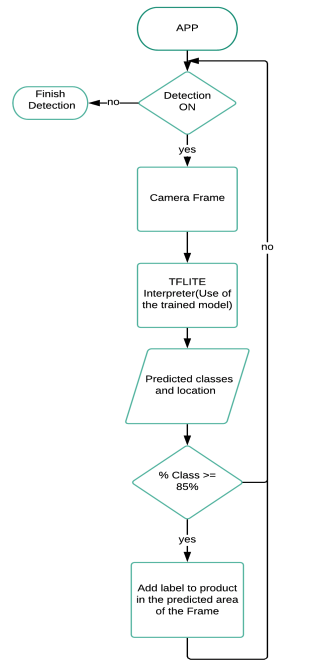 APP
Detection
ON
no
Finish
Detection
yes
Camera Frame
TFLITE
Interpreter(Use of
the trained model)
no
Predicted classes
and location
% Class >=
85%
yes
Add label to product
in the predicted area
of the Frame